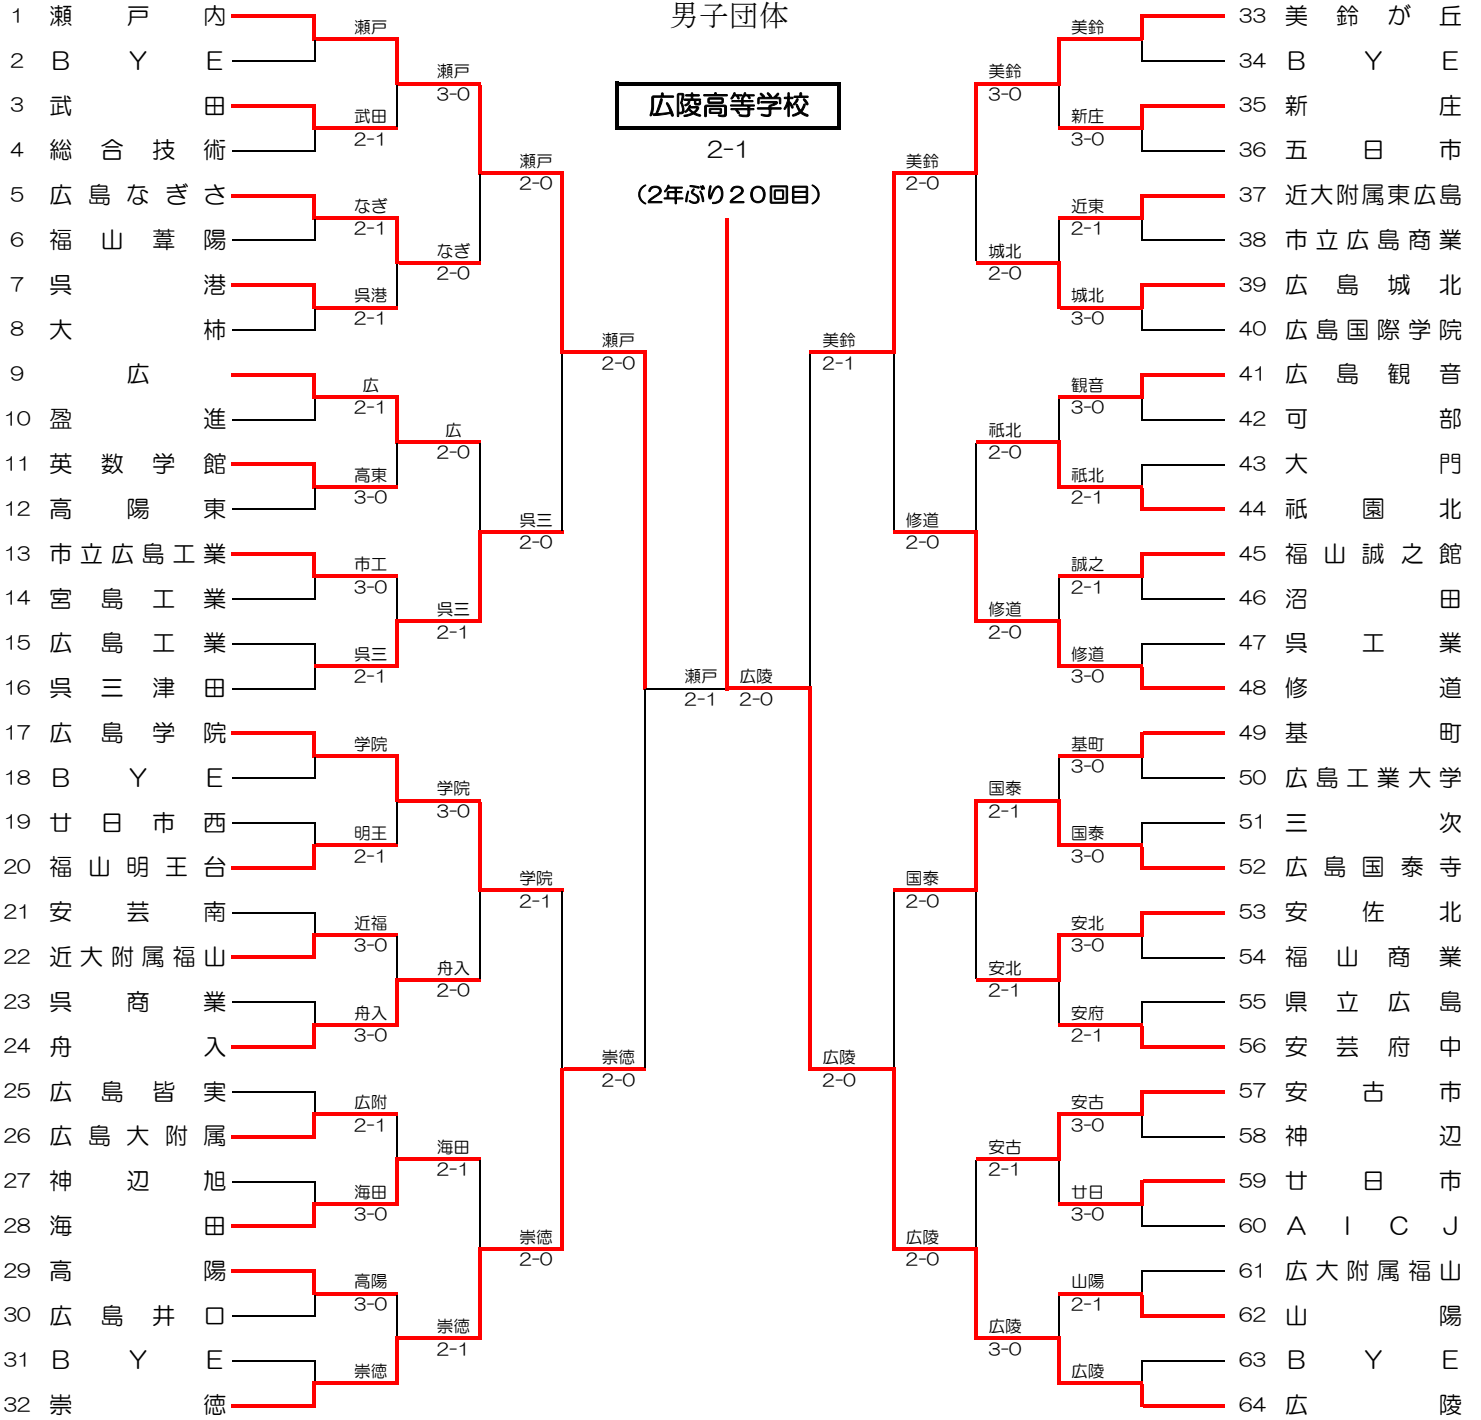 男子団体
広陵高等学校
2-1
（2年ぶり２０回目）
1 瀬戸内
2 ＢＹＥ
3 武田
4 総合技術
5 広島なぎさ
6 福山葦陽
7 呉港
8 大柿
9 広
10 盈進
11 英数学館
12 高陽東
13 市立広島工業
14 宮島工業
15 広島工業
16 呉三津田
17 広島学院
18 ＢＹＥ
19 廿日市西
20 福山明王台
21 安芸南
22 近大附属福山
23 呉商業
24 舟入
25 広島皆実
26 広島大附属
27 神辺旭
28 海田
29 高陽
30 広島井口
31 ＢＹＥ
32 崇徳
瀬戸
武田
2-1
なぎ
2-1
呉港
2-1
広
2-1
高東
3-0
市工
3-0
呉三
2-1
学院
明王
2-1
近福
3-0
舟入
3-0
広附
2-1
海田
3-0
高陽
3-0
崇徳
瀬戸
3-0
なぎ
2-0
広
2-0
呉三
2-1
学院
3-0
舟入
2-0
海田
2-1
崇徳
2-1
瀬戸
2-0
呉三
2-0
学院
2-1
崇徳
2-0
瀬戸
2-0
崇徳
2-0
瀬戸
2-1
広陵
2-0
美鈴
2-1
広陵
2-0
美鈴
2-0
修道
2-0
国泰
2-0
広陵
2-0
美鈴
3-0
城北
2-0
祇北
2-0
修道
2-0
国泰
2-1
安北
2-1
安古
2-1
広陵
3-0
美鈴
新庄
3-0
近東
2-1
城北
3-0
観音
3-0
祇北
2-1
誠之
2-1
修道
3-0
基町
3-0
国泰
3-0
安北
3-0
安府
2-1
安古
3-0
廿日
3-0
山陽
2-1
広陵
33 美鈴が丘
34 ＢＹＥ
35 新庄
36 五日市
37 近大附属東広島
38 市立広島商業
39 広島城北
40 広島国際学院
41 広島観音
42 可部
43 大門
44 祇園北
45 福山誠之館
46 沼田
47 呉工業
48 修道
49 基町
50 広島工業大学
51 三次
52 広島国泰寺
53 安佐北
54 福山商業
55 県立広島
56 安芸府中
57 安古市
58 神辺
59 廿日市
60 ＡＩＣＪ
61 広大附属福山
62 山陽
63 ＢＹＥ
64 広陵